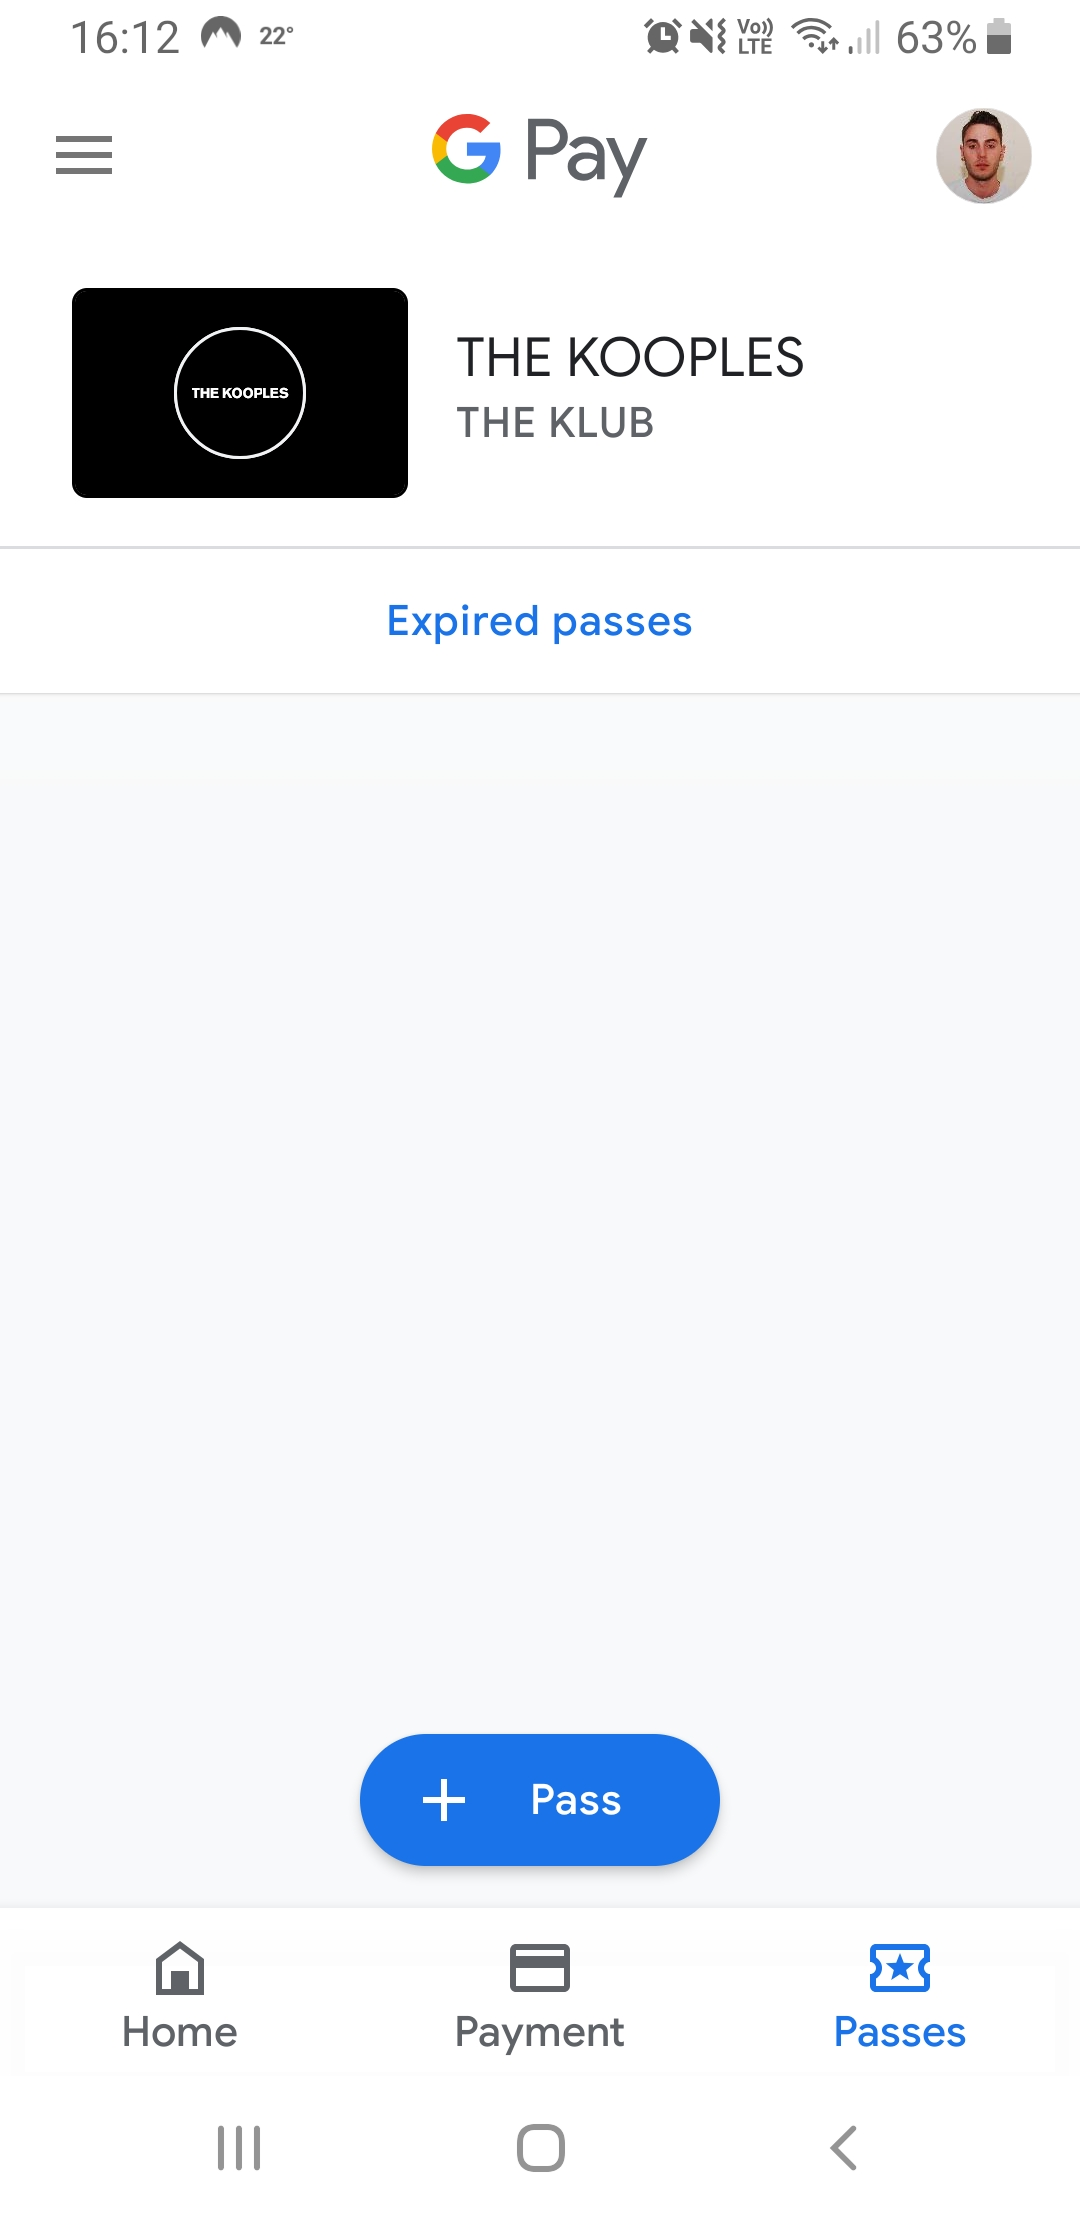 16:12 22° Vo)) LTE 63%
G Pay
THE KOOPLES
THE KOOPLES
THE KLUB
Expired passes
+ Pass
Home Payment Passes